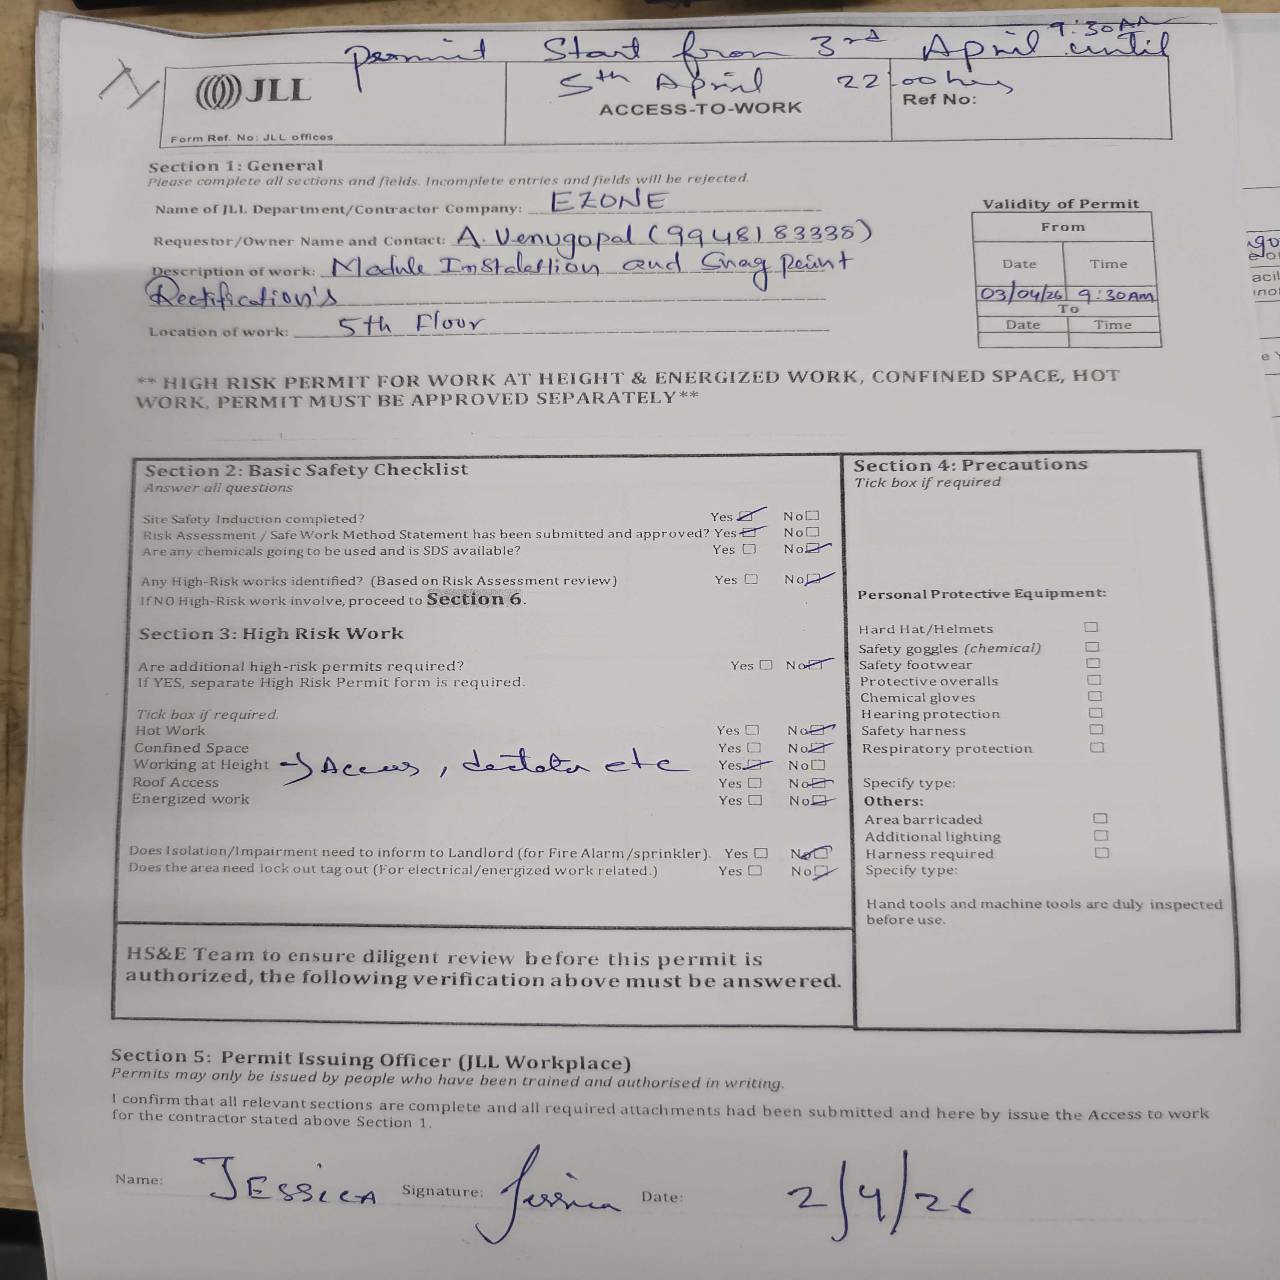 9:30AM
Permit Start from 3rd April until
5th April 22:00 hrs
JLL
ACCESS-TO-WORK
Ref No:
Form Ref. No: JLL offices
Section 1: General
Please complete all sections and fields. Incomplete entries and fields will be rejected.
Name of JLL Department/Contractor Company: EZONE
Requestor/Owner Name and Contact: A. Venugopal (9948183338)
Description of work: Module Instalattion and Snag point
Rectification's
Location of work: 5th Floor
Validity of Permit
From
Date Time
03/04/26 9:30AM
To
Date Time
** HIGH RISK PERMIT FOR WORK AT HEIGHT & ENERGIZED WORK, CONFINED SPACE, HOT
WORK, PERMIT MUST BE APPROVED SEPARATELY**
Section 2: Basic Safety Checklist
Answer all questions
Site Safety Induction completed? Yes No
Risk Assessment / Safe Work Method Statement has been submitted and approved? Yes No
Are any chemicals going to be used and is SDS available? Yes No
Any High-Risk works identified? (Based on Risk Assessment review) Yes No
If NO High-Risk work involve, proceed to Section 6.
Section 3: High Risk Work
Are additional high-risk permits required? Yes No
If YES, separate High Risk Permit form is required.
Tick box if required.
Hot Work Yes No
Confined Space Yes No
Working at Height → Access, etc Yes No
Roof Access Yes No
Energized work Yes No
Does Isolation/Impairment need to inform to Landlord (for Fire Alarm/sprinkler). Yes No
Does the area need lock out tag out (For electrical/energized work related.) Yes No
HS&E Team to ensure diligent review before this permit is
authorized, the following verification above must be answered.
Section 4: Precautions
Tick box if required
Personal Protective Equipment:
Hard Hat/Helmets
Safety goggles (chemical)
Safety footwear
Protective overalls
Chemical gloves
Hearing protection
Safety harness
Respiratory protection
Specify type:
Others:
Area barricaded
Additional lighting
Harness required
Specify type:
Hand tools and machine tools are duly inspected
before use.
Section 5: Permit Issuing Officer (JLL Workplace)
Permits may only be issued by people who have been trained and authorised in writing.
I confirm that all relevant sections are complete and all required attachments had been submitted and here by issue the Access to work
for the contractor stated above Section 1.
Name: JESSICA Signature: Jessica Date: 2/4/26